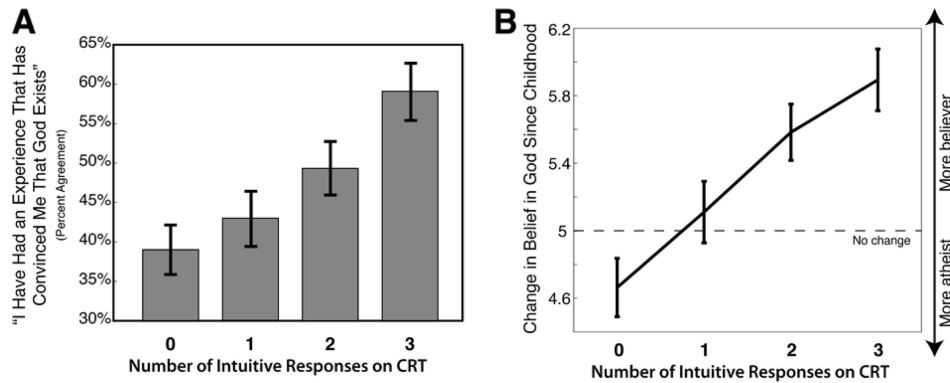 A
"I Have Had an Experience That Has
Convinced Me That God Exists"
(Percent Agreement)
65%
60%
55%
50%
45%
40%
35%
30%
0 1 2 3
Number of Intuitive Responses on CRT
B
Change in Belief in God Since Childhood
6.2
5.8
5.4
5
4.6
No change
0 1 2 3
Number of Intuitive Responses on CRT
More believer
More atheist